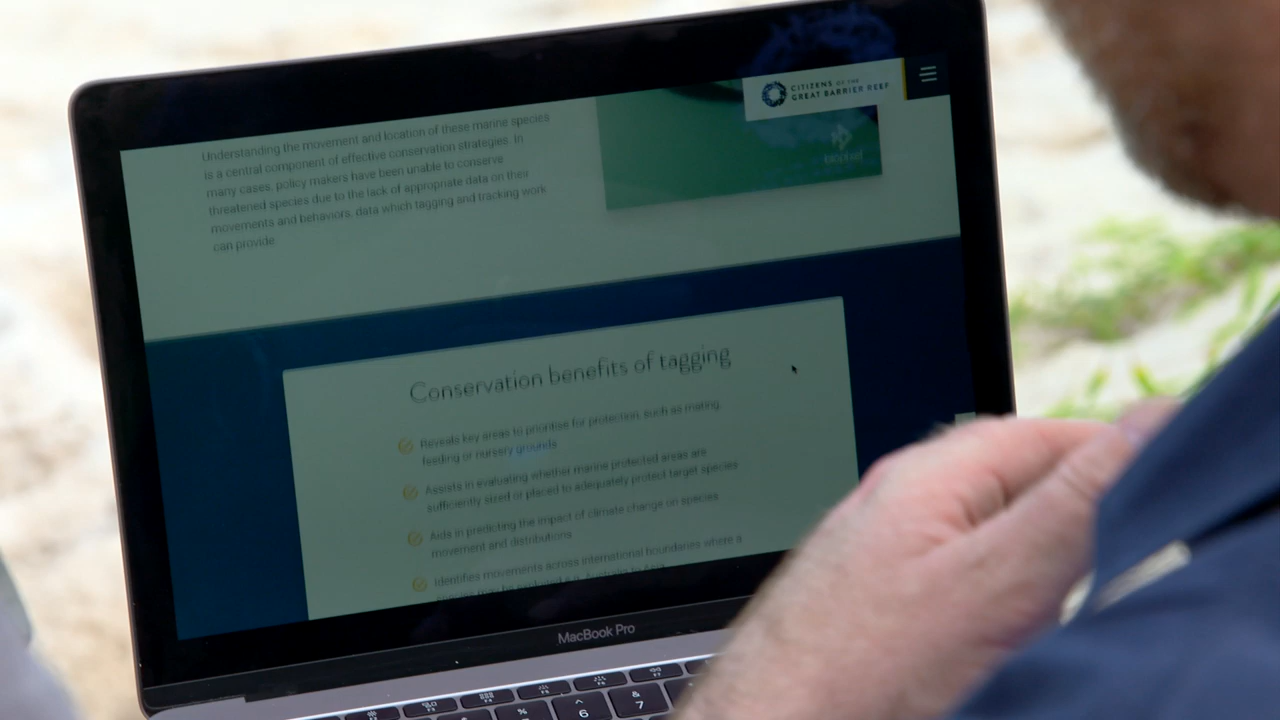 CITIZENS OF THE
GREAT BARRIER REEF
Understanding the movement and location of these marine species
is a central component of effective conservation strategies. In
many cases, policy makers have been unable to conserve
threatened species due to the lack of appropriate data on their
movements and behaviors, data which tagging and tracking work
can provide.
biopixel
Conservation benefits of tagging
Reveals key areas to prioritise for protection, such as mating,
feeding or nursery grounds
Assists in evaluating whether marine protected areas are
sufficiently sized or placed to adequately protect target species
Aids in predicting the impact of climate change on species
movement and distributions
Identifies movements across international boundaries where a
MacBook Pro
%
^
6
&
7